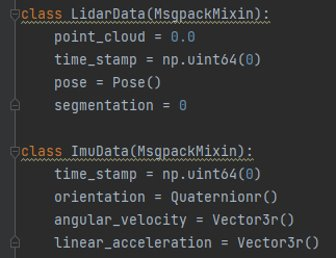 class LidarData(MsgpackMixin):
    point_cloud = 0.0
    time_stamp = np.uint64(0)
    pose = Pose()
    segmentation = 0
class ImuData(MsgpackMixin):
    time_stamp = np.uint64(0)
    orientation = Quaternionr()
    angular_velocity = Vector3r()
    linear_acceleration = Vector3r()